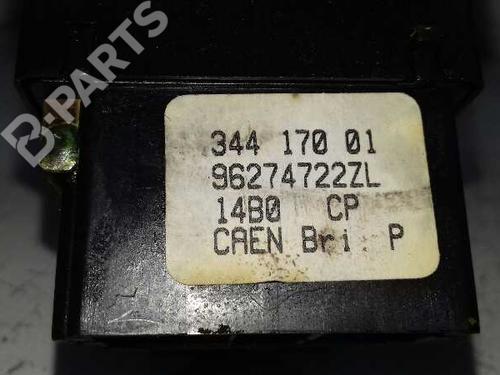 B-PARTS
344 170 01
96274722ZL
14B0 CP
CAEN Bri. P